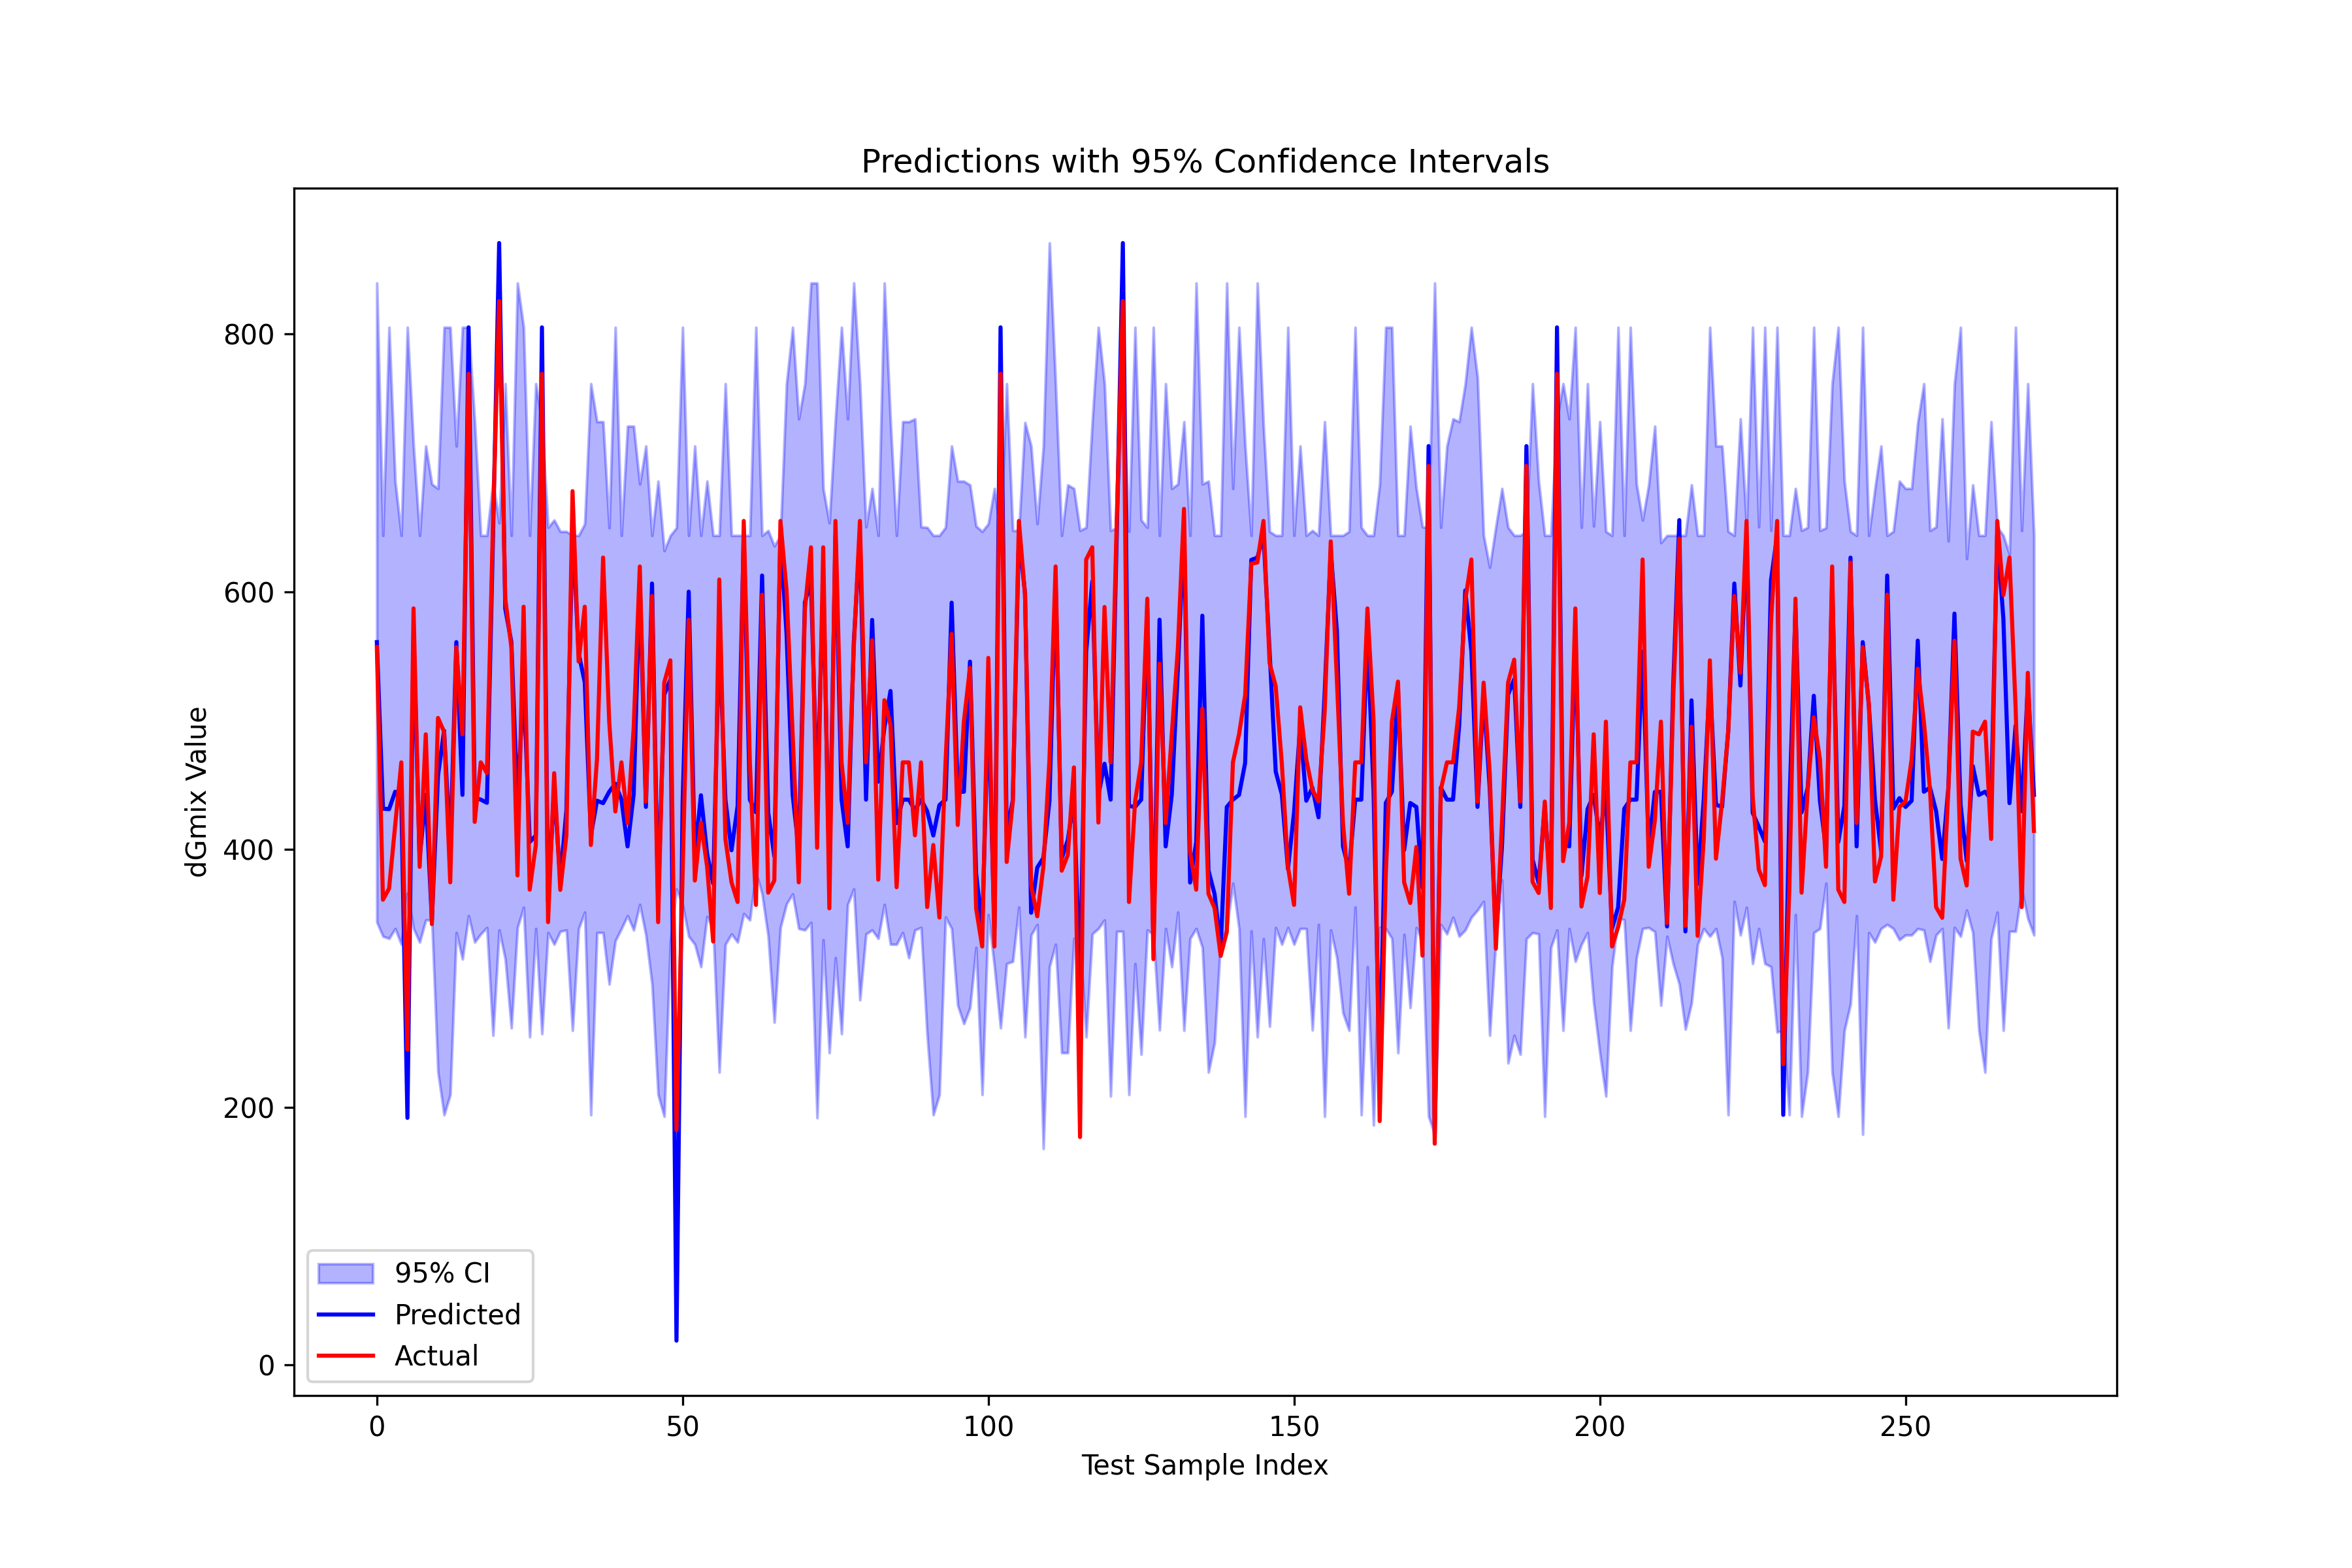 Predictions with 95% Confidence Intervals
dGmix Value
800
600
400
200
0
95% CI
Predicted
Actual
0 50 100 150 200 250
Test Sample Index